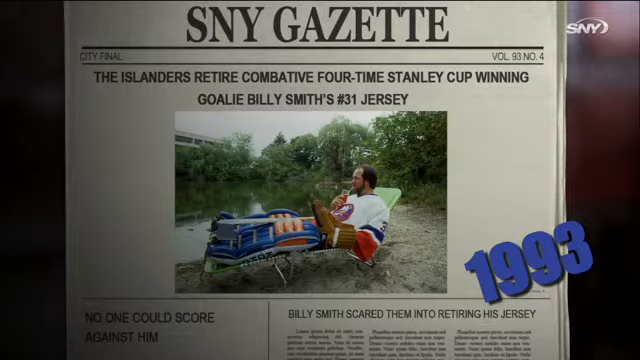 SNY GAZETTE
SNY
CITY FINAL
VOL. 93 NO. 4
THE ISLANDERS RETIRE COMBATIVE FOUR-TIME STANLEY CUP WINNING
GOALIE BILLY SMITH'S #31 JERSEY
1993
NO ONE COULD SCORE
AGAINST HIM
BILLY SMITH SCARED THEM INTO RETIRING HIS JERSEY